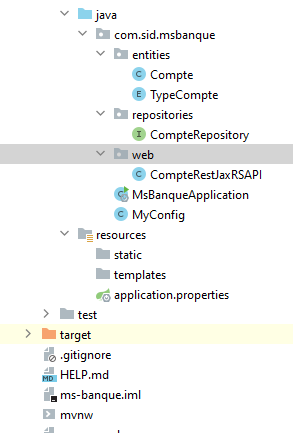 java
com.sid.msbanque
entities
Compte
TypeCompte
repositories
CompteRepository
web
CompteRestJaxRSAPI
MsBanqueApplication
MyConfig
resources
static
templates
application.properties
test
target
.gitignore
HELP.md
ms-banque.iml
mvnw